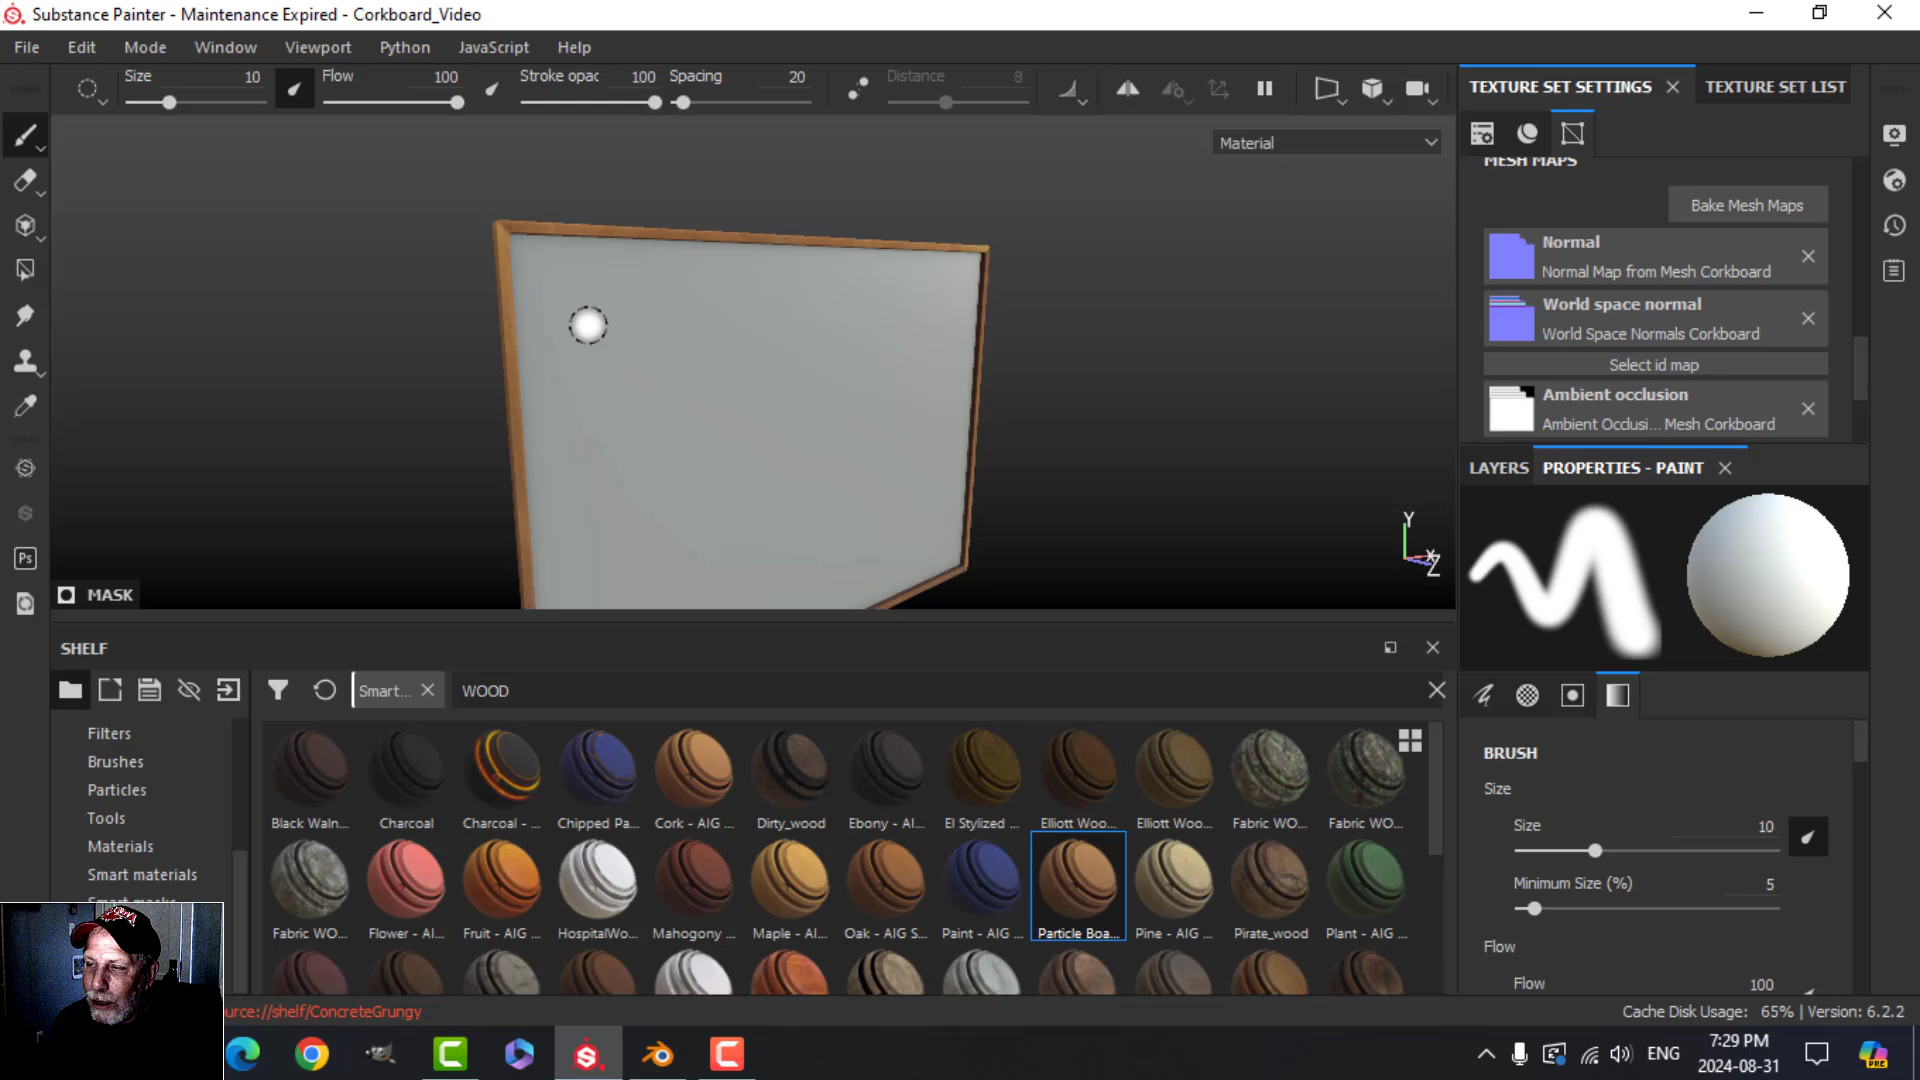 Substance Painter - Maintenance Expired - Corkboard_Video
File Edit Mode Window Viewport Python JavaScript Help
Size 10 Flow 100 Stroke opac 100 Spacing 20 Distance 8
TEXTURE SET SETTINGS TEXTURE SET LIST
Material
MESH MAPS
Bake Mesh Maps
Normal
Normal Map from Mesh Corkboard
World space normal
World Space Normals Corkboard
Select id map
Ambient occlusion
Ambient Occlusi... Mesh Corkboard
LAYERS PROPERTIES - PAINT
Y
X
Z
MASK
Ps
SHELF
Smart... WOOD
Filters
Brushes
Particles
Tools
Materials
Smart materials
Black Waln... Charcoal Charcoal - ... Chipped Pa... Cork - AIG ... Dirty_wood Ebony - AI... El Stylized ... Elliott Woo... Elliott Woo... Fabric WO... Fabric WO...
Fabric WO... Flower - AI... Fruit - AIG ... HospitalWo... Mahogony ... Maple - AI... Oak - AIG S... Paint - AIG ... Particle Boa... Pine - AIG ... Pirate_wood Plant - AIG ...
BRUSH
Size
Size 10
Minimum Size (%) 5
Flow
Flow 100
urce://shelf/ConcreteGrungy
Cache Disk Usage: 65% | Version: 6.2.2
ENG
7:29 PM
2024-08-31
PRE